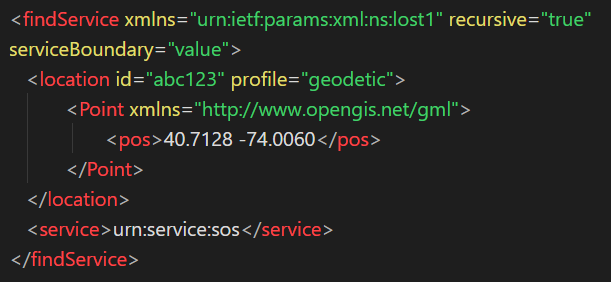 <findService xmlns="urn:ietf:params:xml:ns:lost1" recursive="true"
serviceBoundary="value">
<location id="abc123" profile="geodetic">
<Point xmlns="http://www.opengis.net/gml">
<pos>40.7128 -74.0060</pos>
</Point>
</location>
<service>urn:service:sos</service>
</findService>